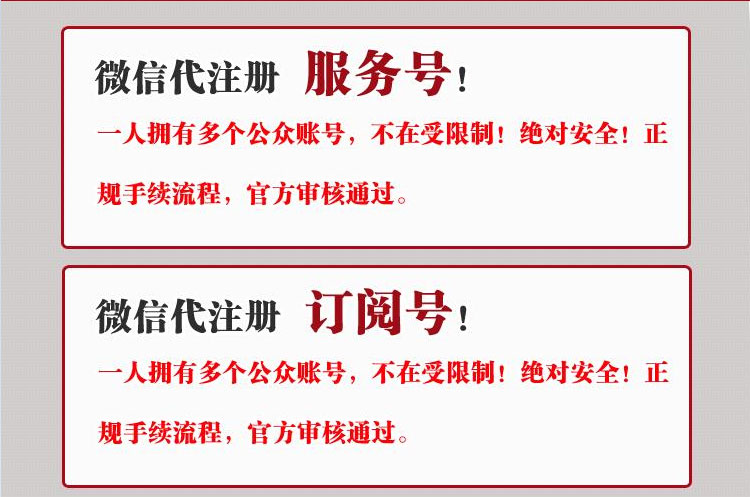 微信代注册 服务号！
一人拥有多个公众账号，不在受限制！绝对安全！正
规手续流程，官方审核通过。
微信代注册 订阅号！
一人拥有多个公众账号，不在受限制！绝对安全！正
规手续流程，官方审核通过。